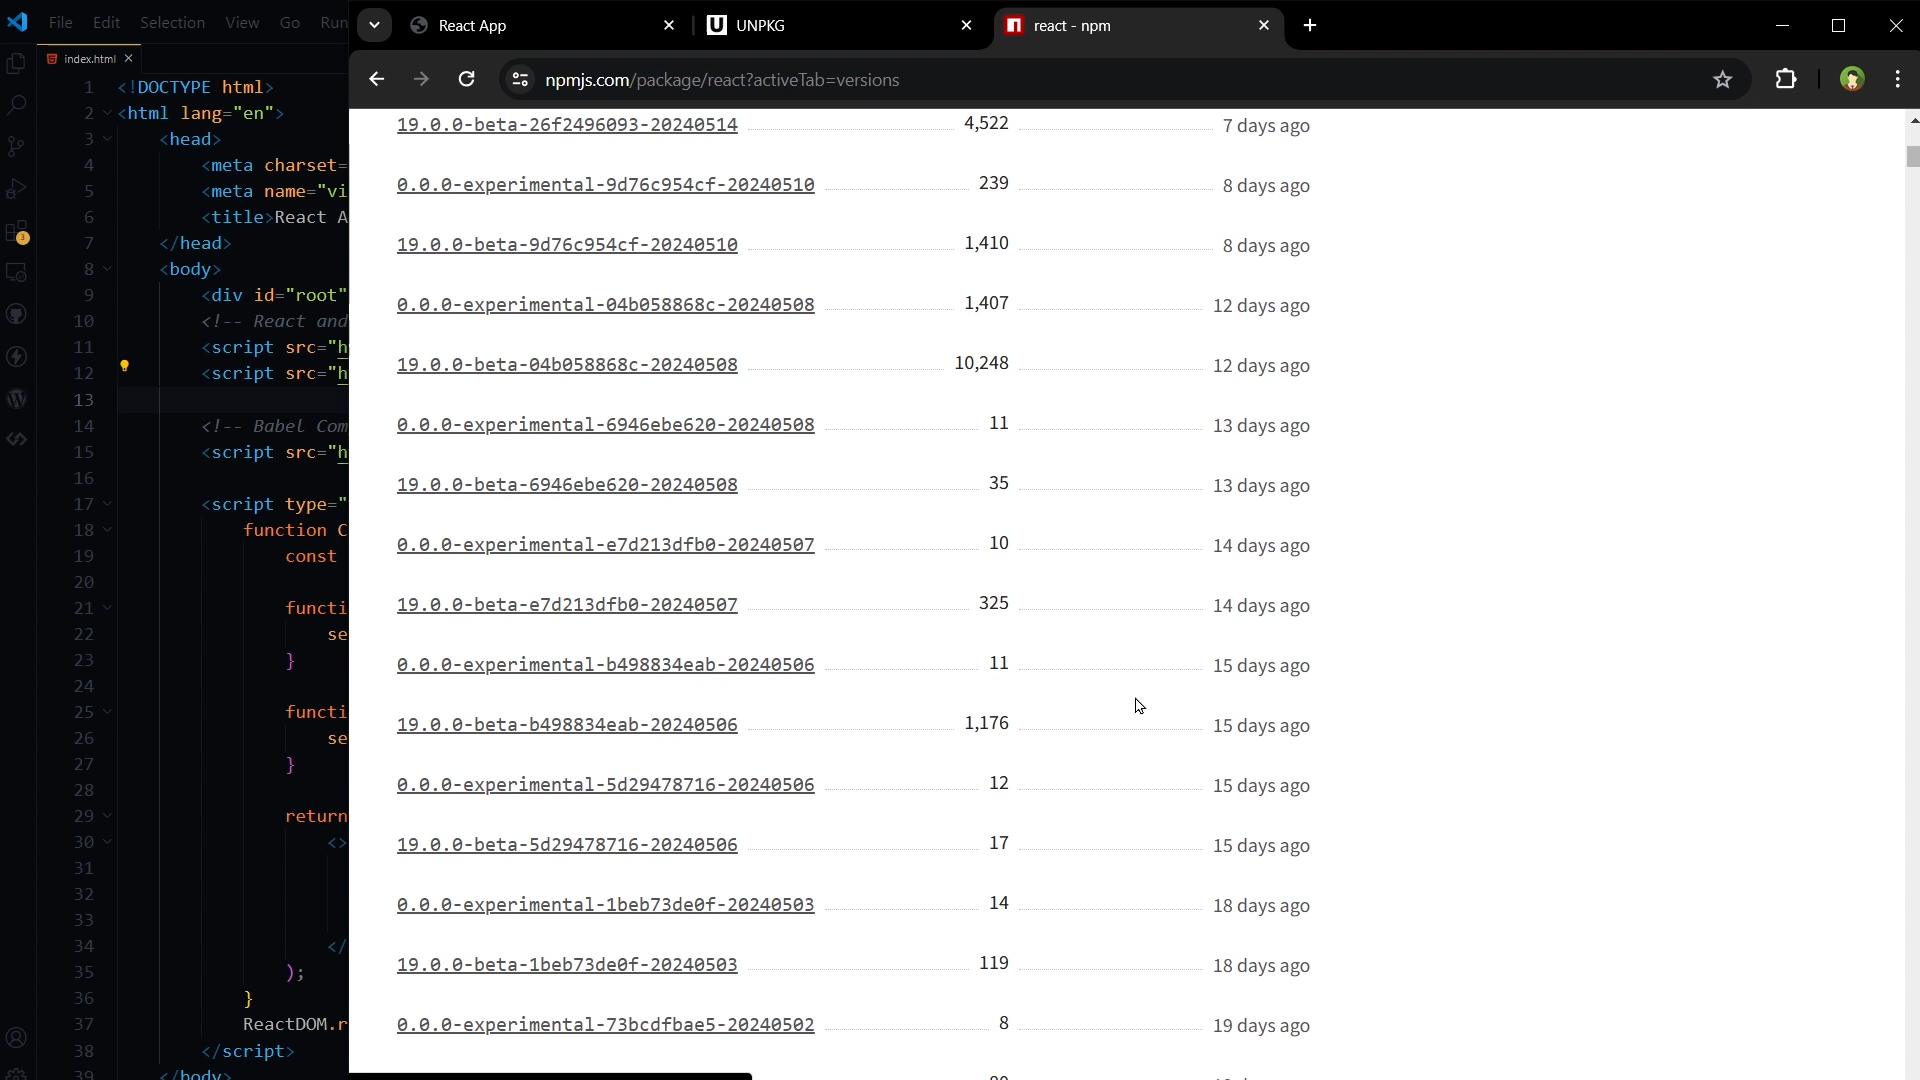 File Edit Selection View Go Run
React App
UNPKG
react - npm
index.html
npmjs.com/package/react?activeTab=versions
1 <!DOCTYPE html>
2 <html lang="en">
3 <head>
4 <meta charset=
5 <meta name="vi
6 <title>React A
7 </head>
8 <body>
9 <div id="root"
10 <!-- React and
11 <script src="h
12 <script src="h
13
14 <!-- Babel Com
15 <script src="h
16
17 <script type="
18 function C
19 const
20
21 functi
22 se
23 }
24
25 functi
26 se
27 }
28
29 return
30 <>
31
32
33
34 </
35 );
36 }
37 ReactDOM.r
38 </script>
39 </body>
3
19.0.0-beta-26f2496093-20240514 4,522 7 days ago
0.0.0-experimental-9d76c954cf-20240510 239 8 days ago
19.0.0-beta-9d76c954cf-20240510 1,410 8 days ago
0.0.0-experimental-04b058868c-20240508 1,407 12 days ago
19.0.0-beta-04b058868c-20240508 10,248 12 days ago
0.0.0-experimental-6946ebe620-20240508 11 13 days ago
19.0.0-beta-6946ebe620-20240508 35 13 days ago
0.0.0-experimental-e7d213dfb0-20240507 10 14 days ago
19.0.0-beta-e7d213dfb0-20240507 325 14 days ago
0.0.0-experimental-b498834eab-20240506 11 15 days ago
19.0.0-beta-b498834eab-20240506 1,176 15 days ago
0.0.0-experimental-5d29478716-20240506 12 15 days ago
19.0.0-beta-5d29478716-20240506 17 15 days ago
0.0.0-experimental-1beb73de0f-20240503 14 18 days ago
19.0.0-beta-1beb73de0f-20240503 119 18 days ago
0.0.0-experimental-73bcdfbae5-20240502 8 19 days ago